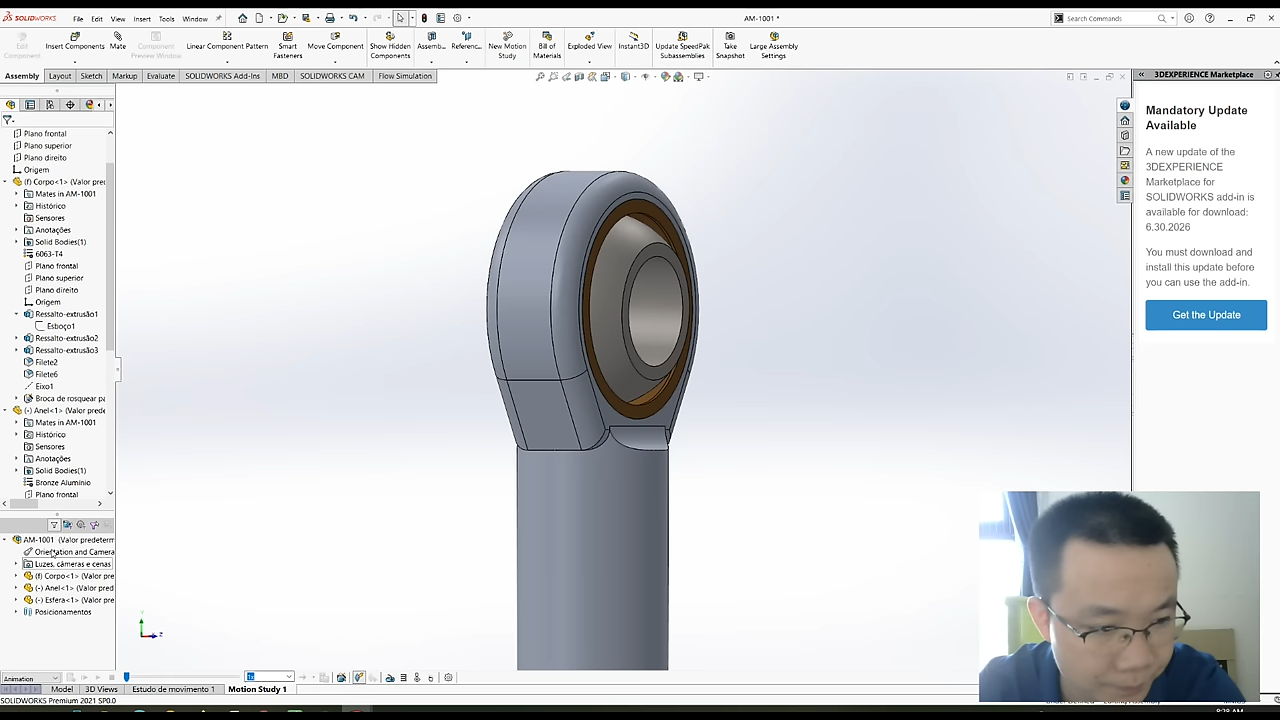 SOLIDWORKS File Edit View Insert Tools Window AM-1001 * Search Commands
Edit Component
Insert Components
Mate
Component Preview Window
Linear Component Pattern
Smart Fasteners
Move Component
Show Hidden Components
Assemb...
Referenc...
New Motion Study
Bill of Materials
Exploded View
Instant3D
Update SpeedPak Subassemblies
Take Snapshot
Large Assembly Settings
Assembly Layout Sketch Markup Evaluate SOLIDWORKS Add-Ins MBD SOLIDWORKS CAM Flow Simulation
3DEXPERIENCE Marketplace
Mandatory Update
Available
A new update of the
3DEXPERIENCE
Marketplace for
SOLIDWORKS add-in is
available for download:
6.30.2026
You must download and
install this update before
you can use the add-in.
Get the Update
Plano frontal
Plano superior
Plano direito
Origem
(f) Corpo<1> (Valor pred
Mates in AM-1001
Histórico
Sensores
Anotações
Solid Bodies(1)
6063-T4
Plano frontal
Plano superior
Plano direito
Origem
Ressalto-extrusão1
Esboço1
Ressalto-extrusão2
Ressalto-extrusão3
Filete2
Filete6
Eixo1
Broca de rosquear pa
(-) Anel<1> (Valor prede
Mates in AM-1001
Histórico
Sensores
Anotações
Solid Bodies(1)
Bronze Alumínio
Plano frontal
AM-1001 (Valor predetern
Orientation and Camera
Luzes, câmeras e cenas
(f) Corpo<1> (Valor pre
(-) Anel<1> (Valor pred
(-) Esfera<1> (Valor pre
Posicionamentos
Animation
Model 3D Views Estudo de movimento 1 Motion Study 1
SOLIDWORKS Premium 2021 SP0.0